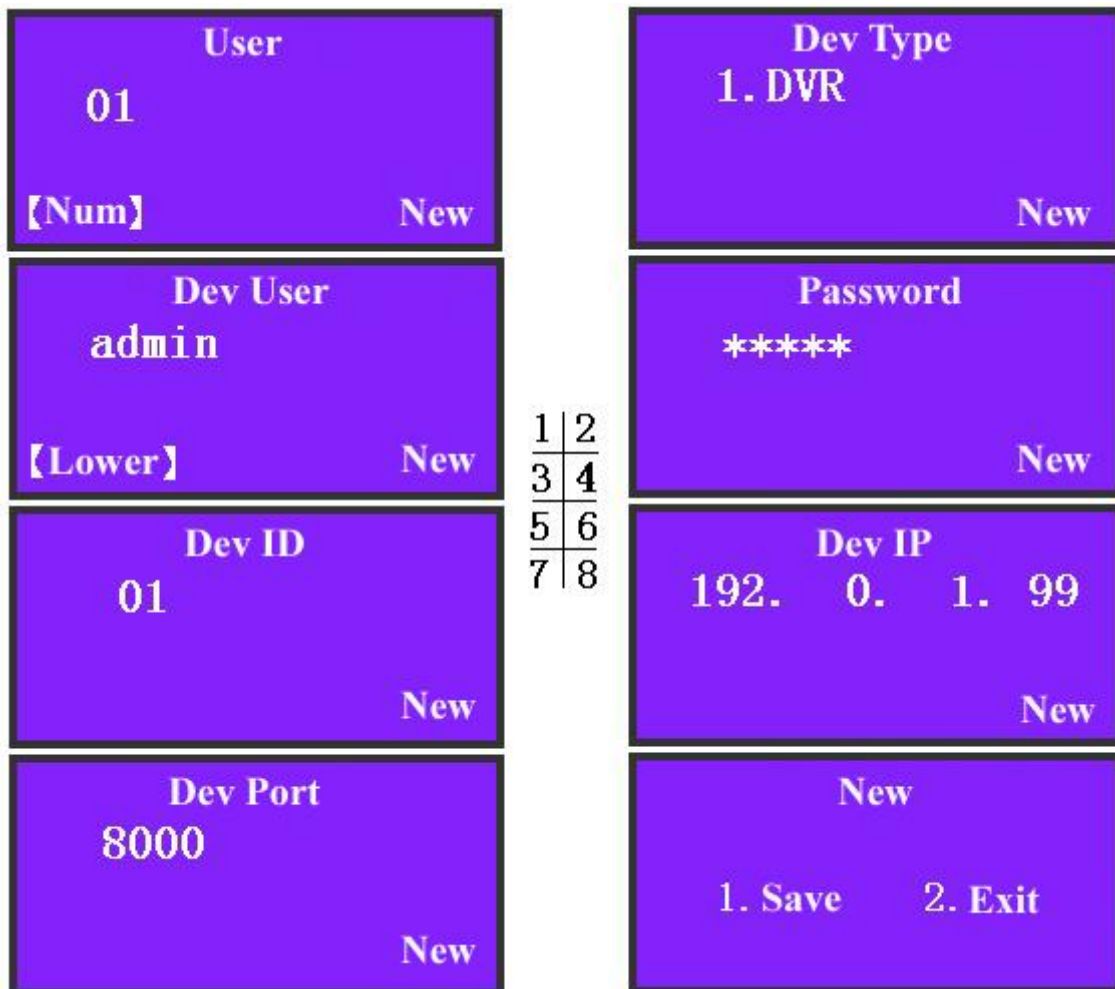 User
01
【Num】 New
Dev Type
1.DVR
New
Dev User
admin
【Lower】 New
Password
*****
New
1 2
3 4
5 6
7 8
Dev ID
01
New
Dev IP
192. 0. 1. 99
New
Dev Port
8000
New
New
1. Save 2. Exit